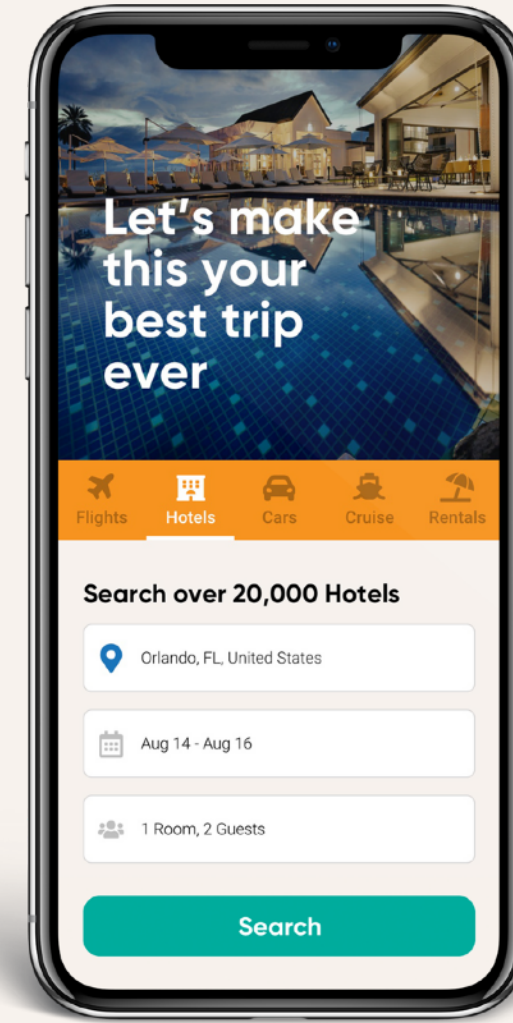 Let's make
this your
best trip
ever
Flights Hotels Cars Cruise Rentals
Search over 20,000 Hotels
Orlando, FL, United States
Aug 14 - Aug 16
1 Room, 2 Guests
Search